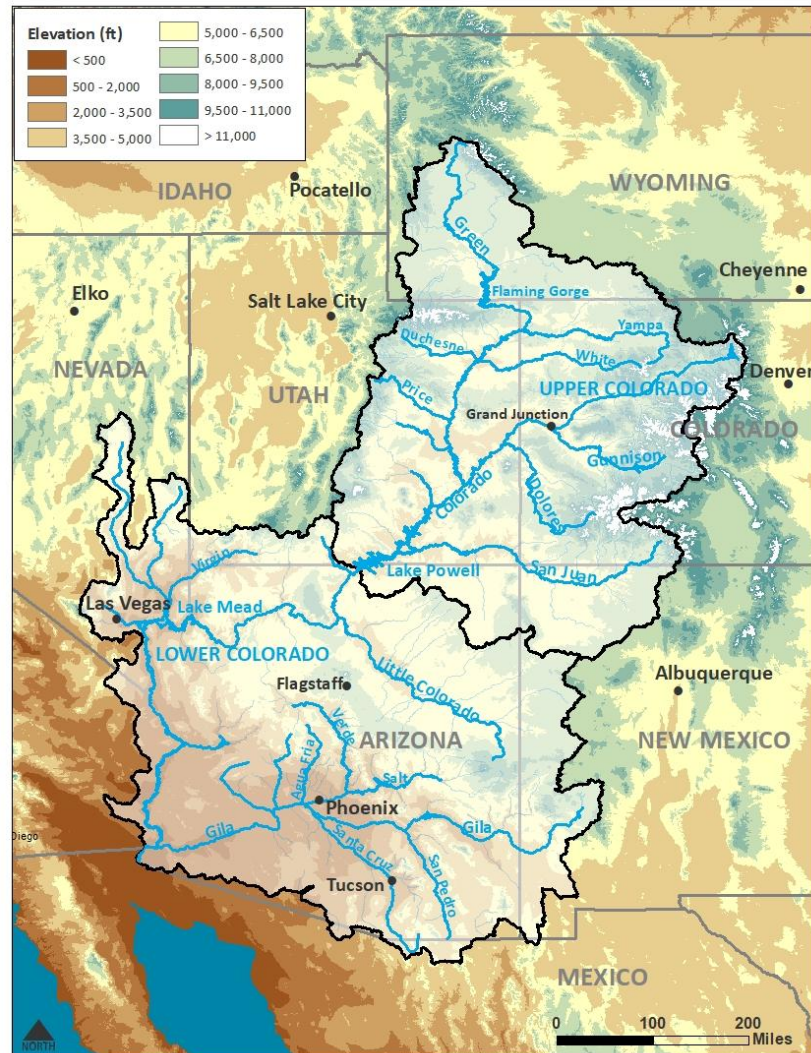 Elevation (ft)
< 500
500 - 2,000
2,000 - 3,500
3,500 - 5,000
5,000 - 6,500
6,500 - 8,000
8,000 - 9,500
9,500 - 11,000
> 11,000
IDAHO
Pocatello
WYOMING
Green
Cheyenne
Elko
Flaming Gorge
Salt Lake City
Yampa
Duchesne
White
NEVADA
UTAH
Price
UPPER COLORADO
Denver
Grand Junction
COLORADO
Gunnison
Colorado
Dolores
Virgin
San Juan
Lake Powell
Las Vegas
Lake Mead
LOWER COLORADO
Little Colorado
Flagstaff
Albuquerque
Verde
ARIZONA
NEW MEXICO
Agua Fria
Salt
Phoenix
Diego
Gila
Gila
Santa Cruz
San Pedro
Tucson
MEXICO
0 100 200
Miles
NORTH